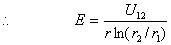 ∴ E = U₁₂ / r ln(r₂ / r₁)